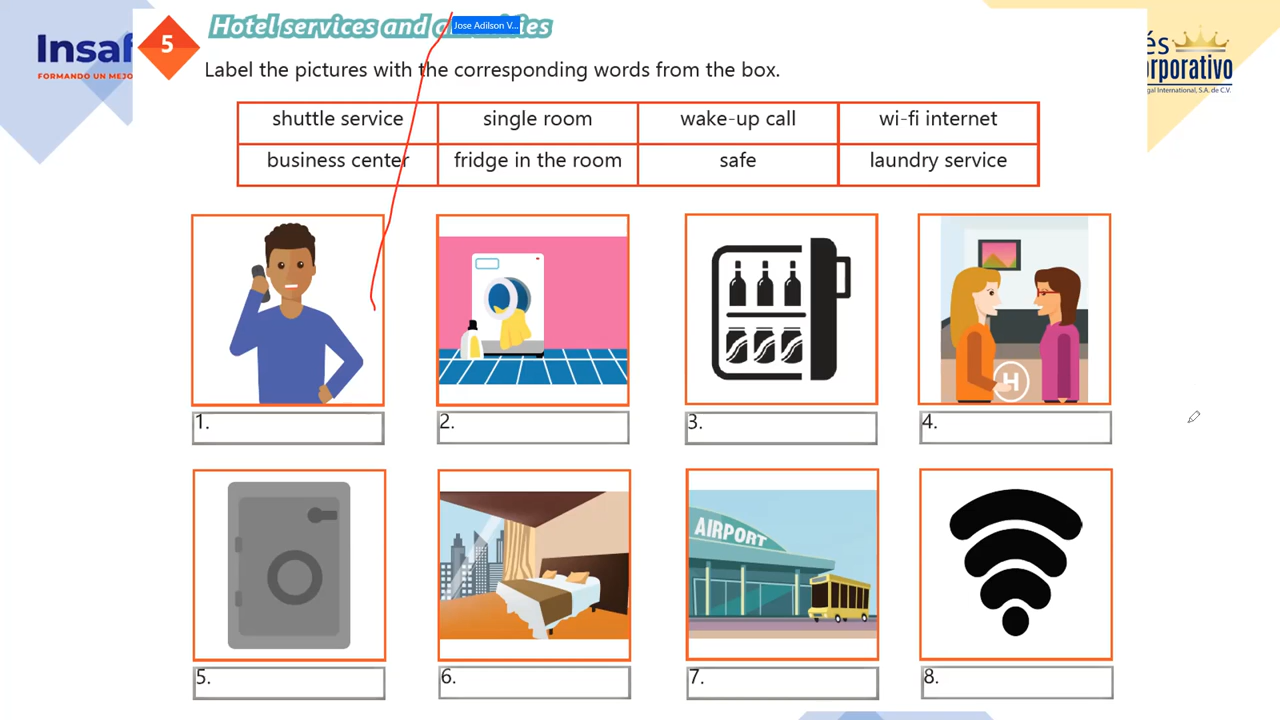 Hotel services and
Jose Adilson V...
5
Insaf
FORMANDO UN MEJO
és
orporativo
gal International, S.A. de C.V.
Label the pictures with the corresponding words from the box.
shuttle service single room wake-up call wi-fi internet
business center fridge in the room safe laundry service
H
1. 2. 3. 4.
AIRPORT
5. 6. 7. 8.